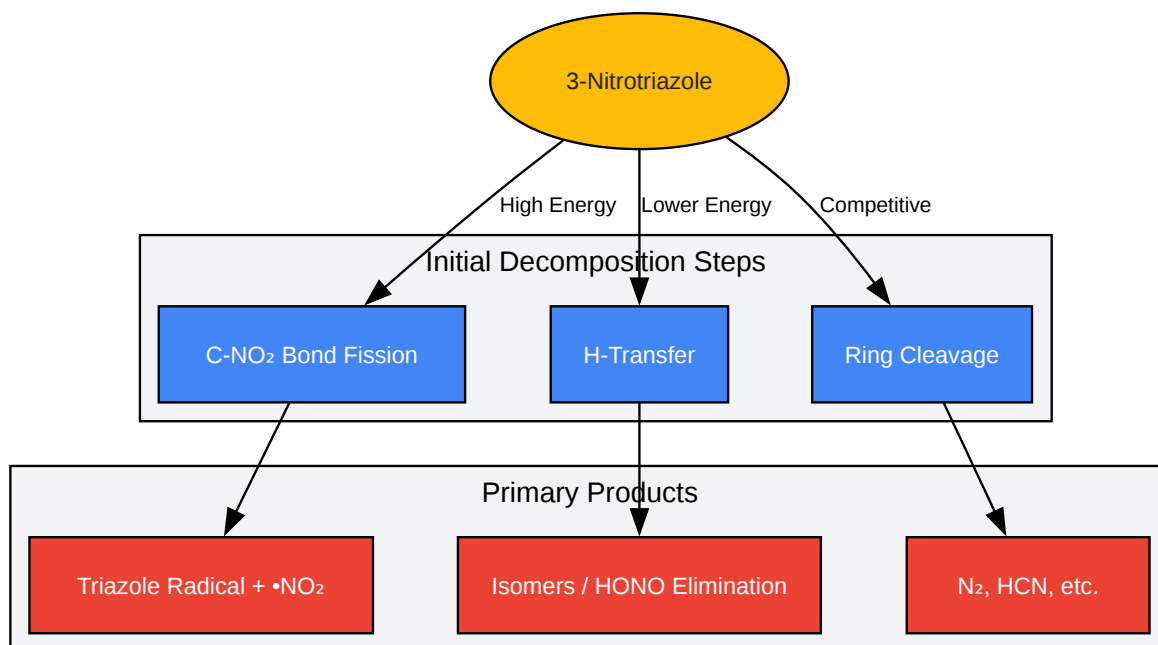 3-Nitrotriazole
High Energy
Lower Energy
Competitive
Initial Decomposition Steps
C-NO₂ Bond Fission
H-Transfer
Ring Cleavage
Primary Products
Triazole Radical + •NO₂
Isomers / HONO Elimination
N₂, HCN, etc.